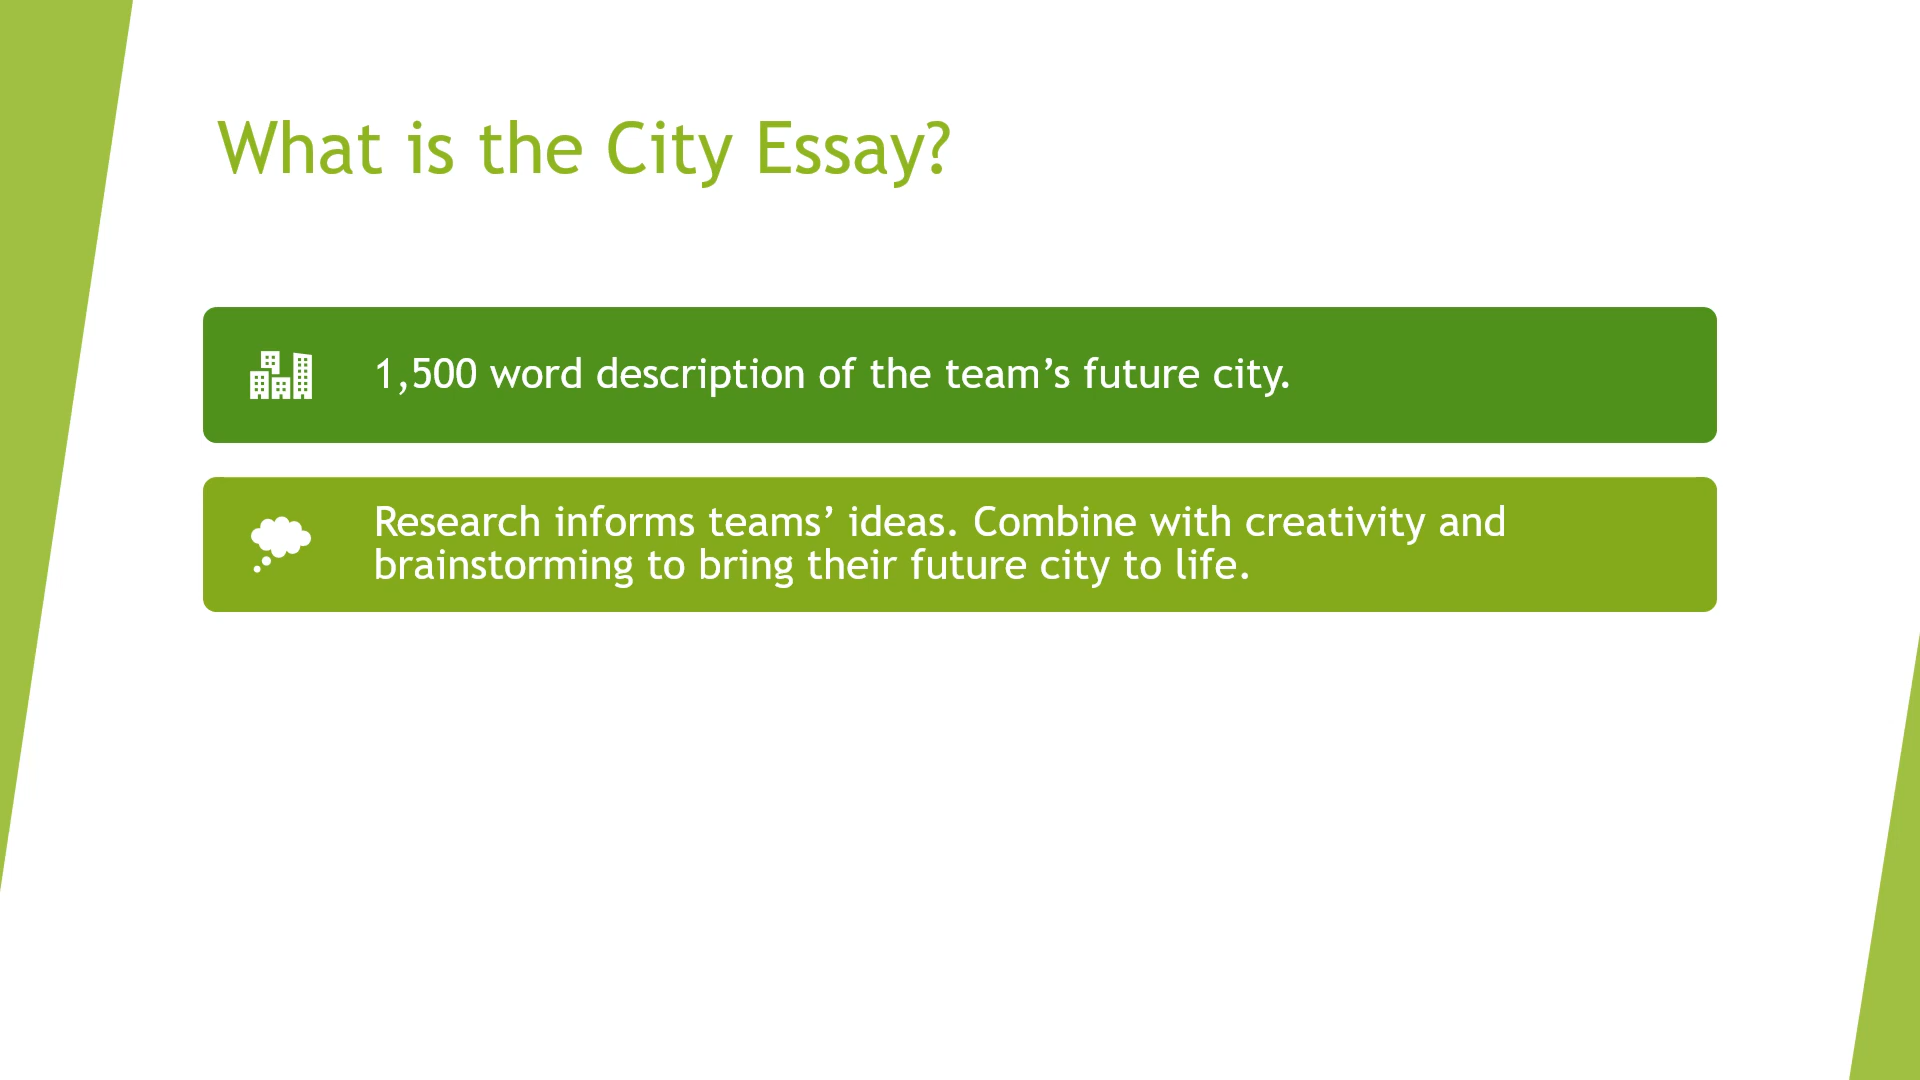 What is the City Essay?
1,500 word description of the team’s future city.
Research informs teams’ ideas. Combine with creativity and
brainstorming to bring their future city to life.